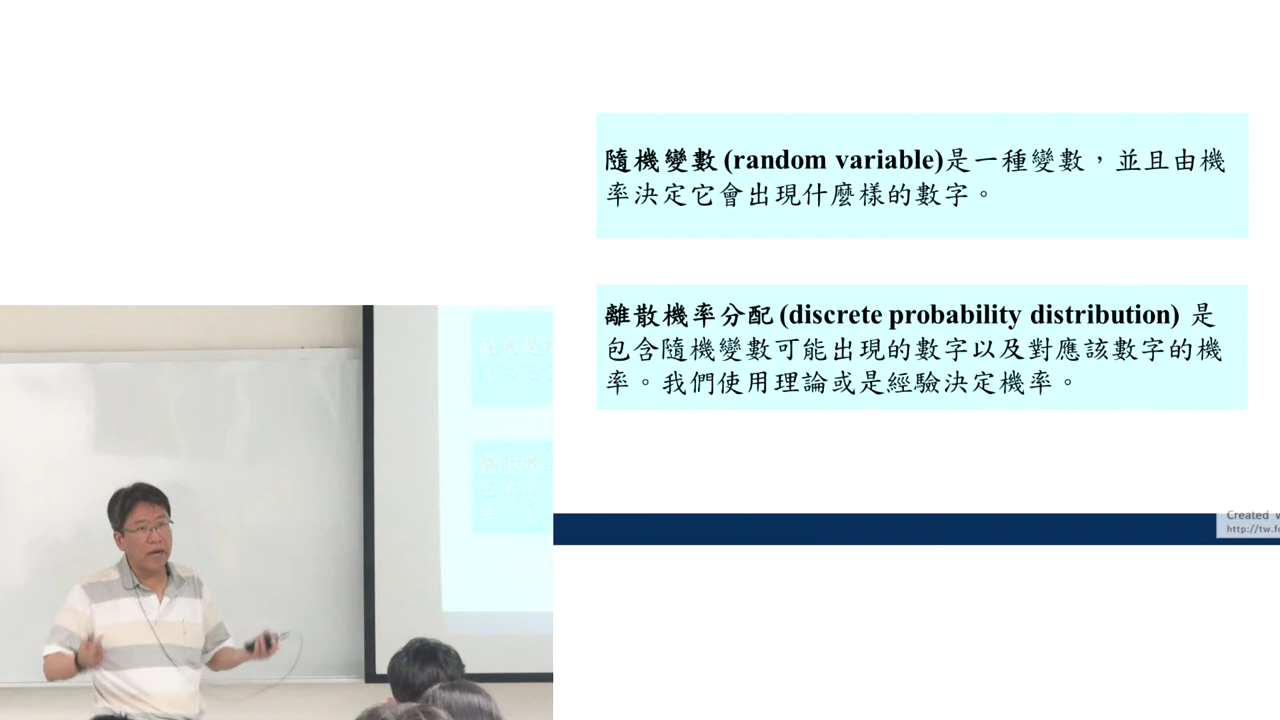 隨機變數(random variable)是一種變數，並且由機
率決定它會出現什麼樣的數字。
離散機率分配(discrete probability distribution) 是
包含隨機變數可能出現的數字以及對應該數字的機
率。我們使用理論或是經驗決定機率。
Created
http://tw.fo